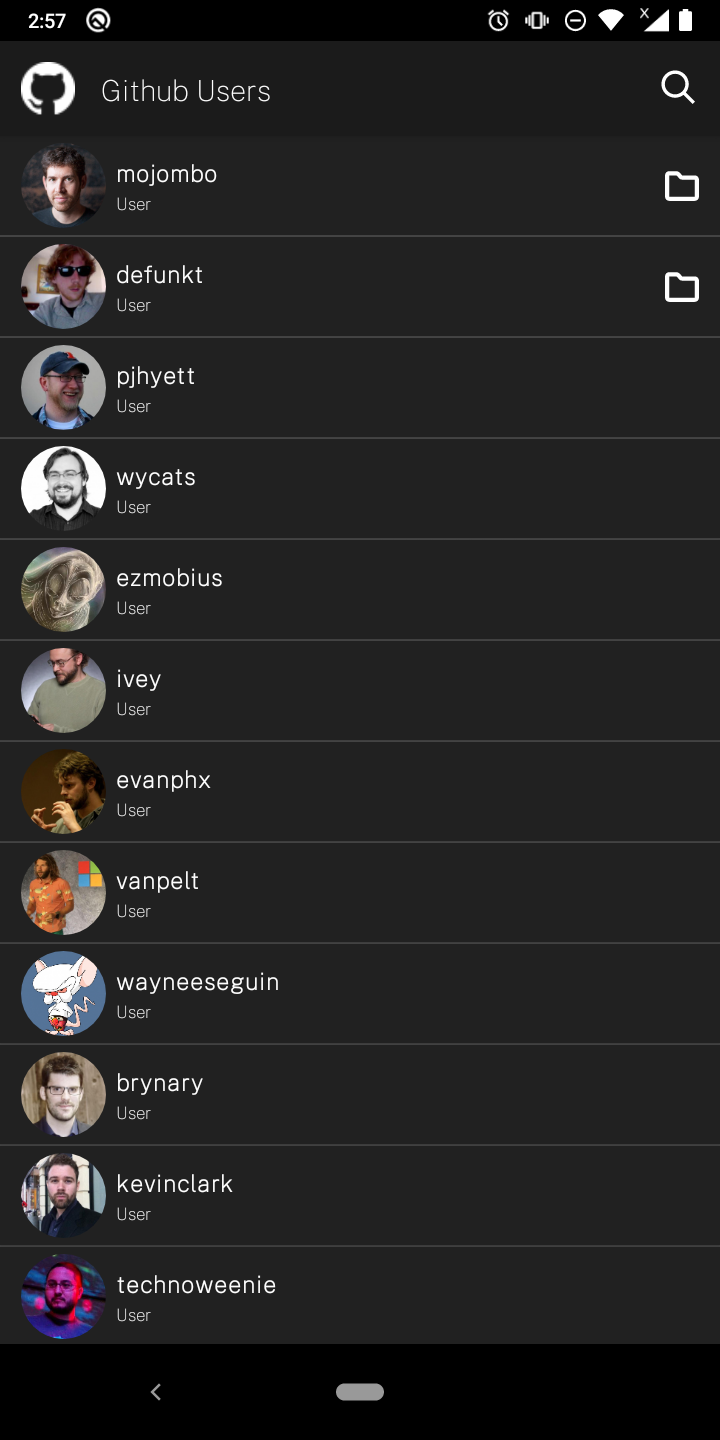 2:57
Github Users
mojombo
User
defunkt
User
pjhyett
User
wycats
User
ezmobius
User
ivey
User
evanphx
User
vanpelt
User
wayneeseguin
User
brynary
User
kevinclark
User
technoweenie
User